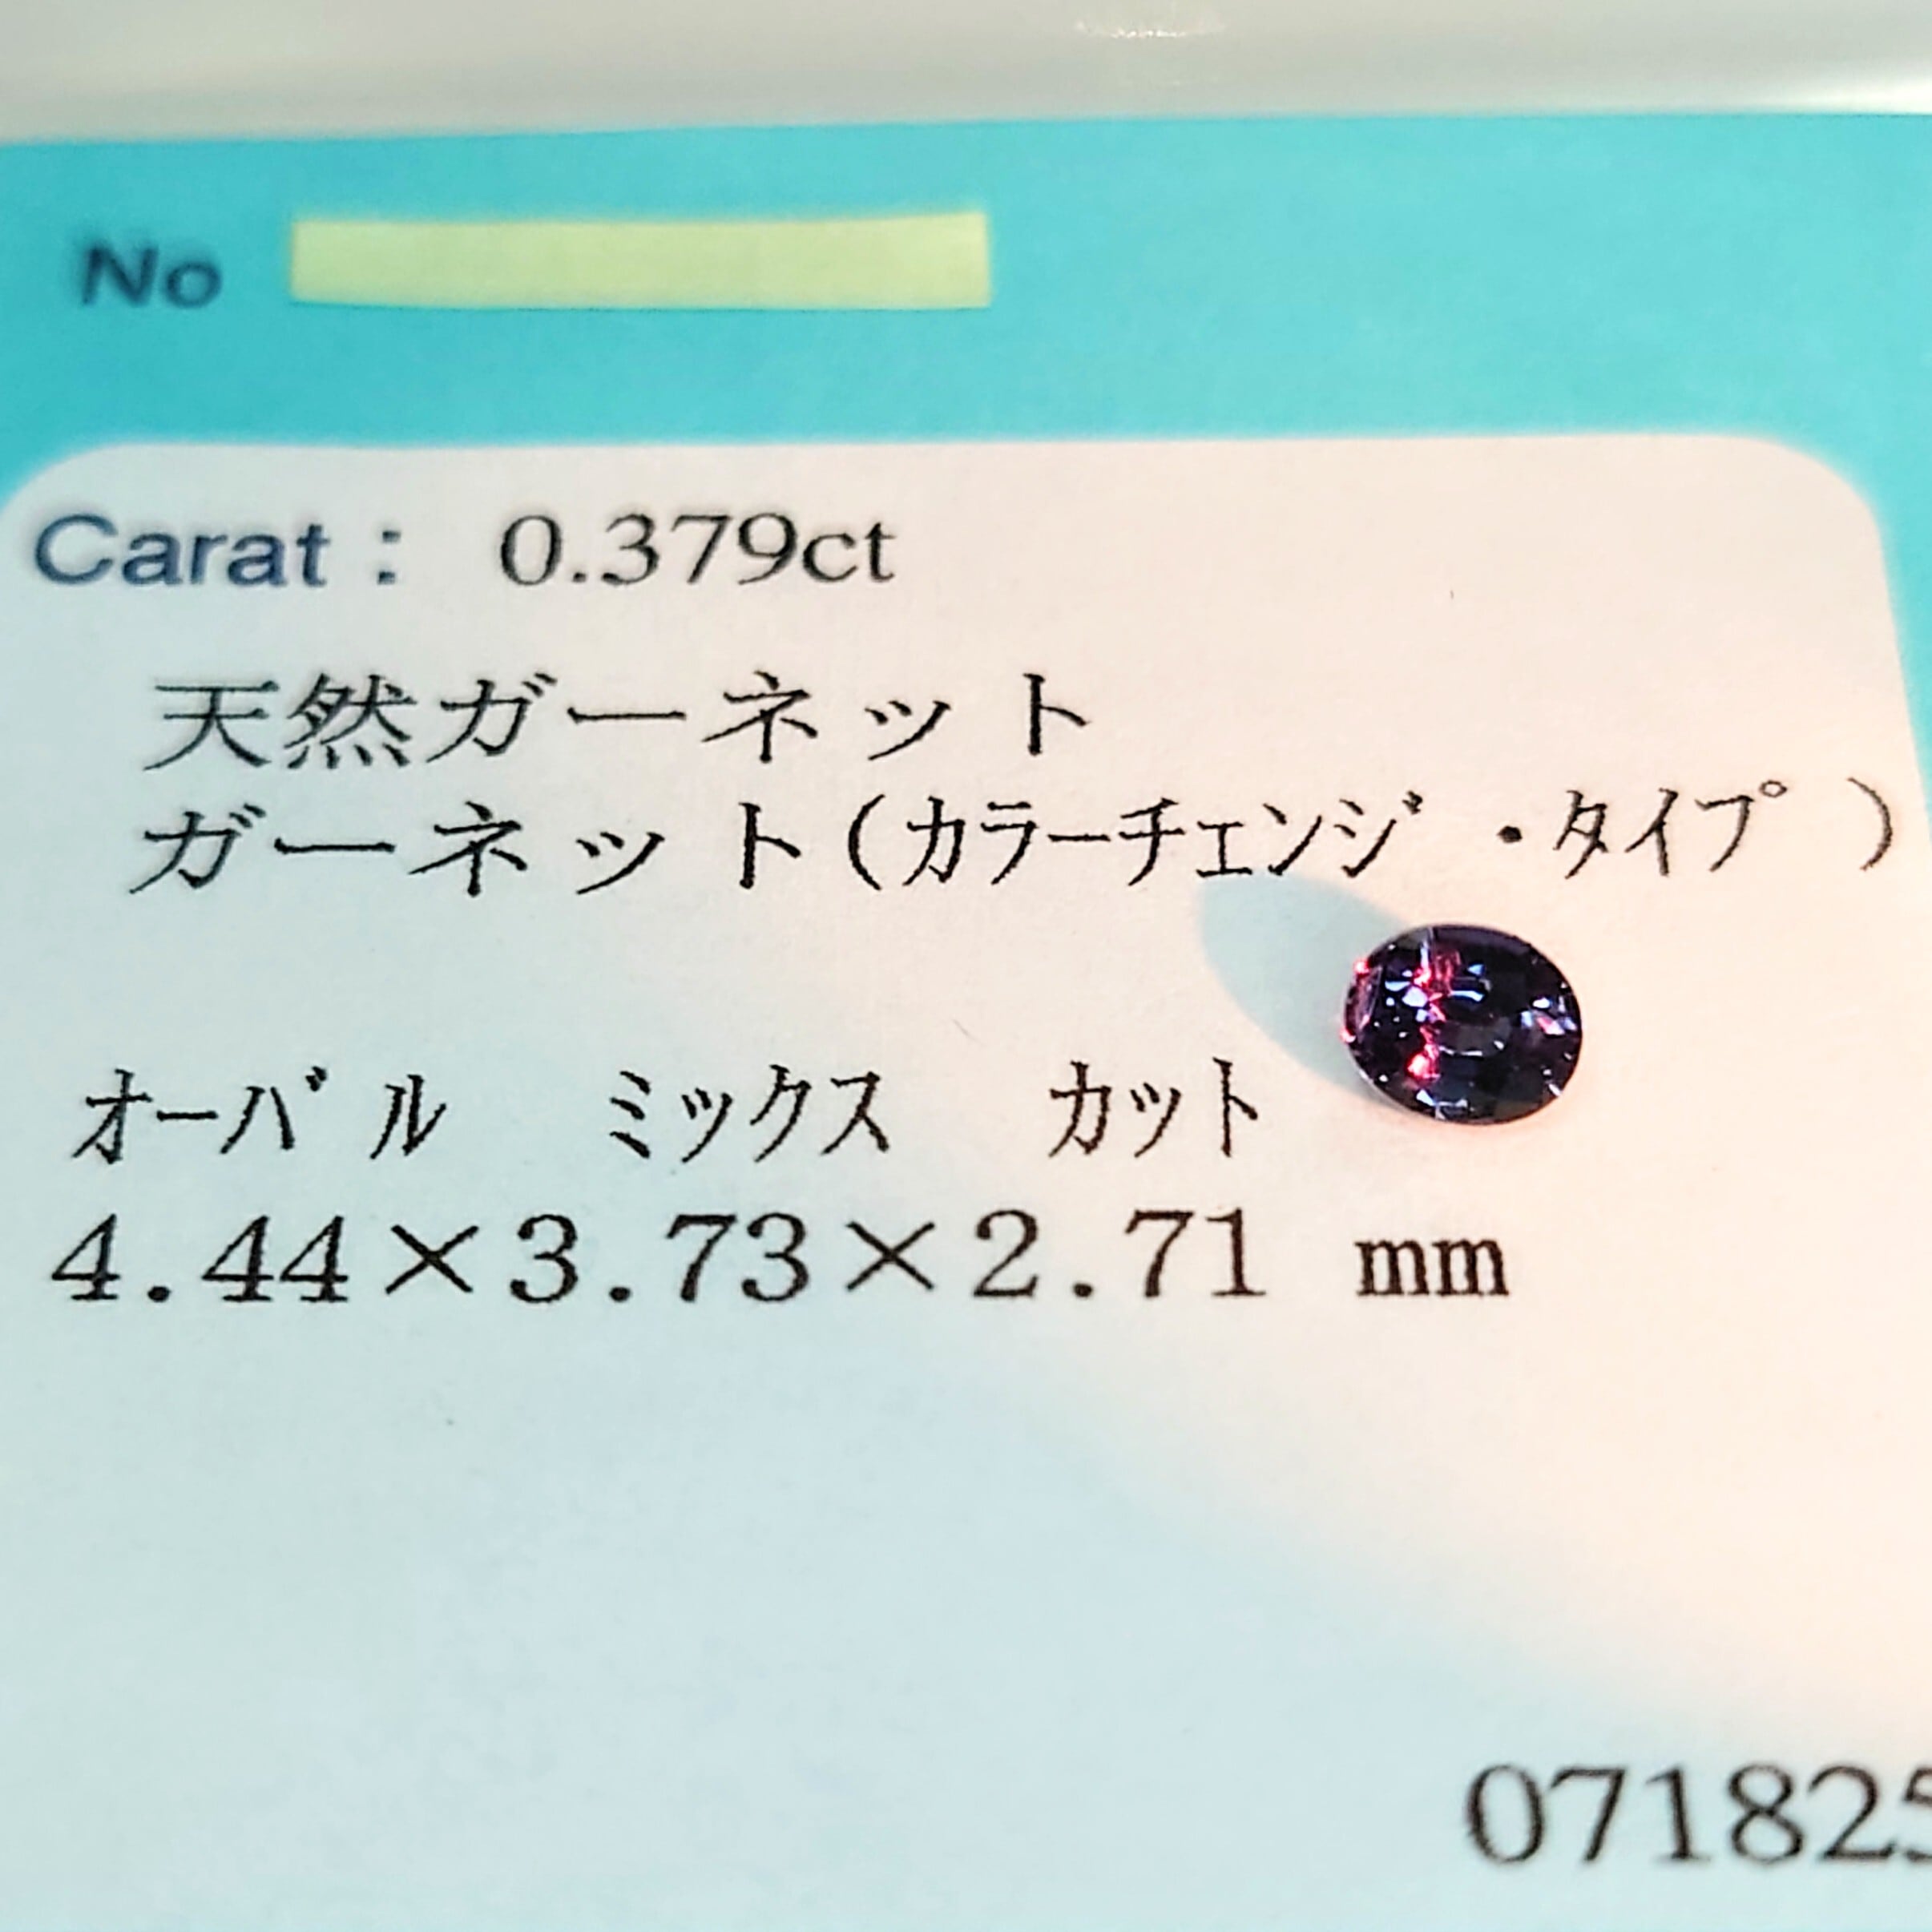 No
Carat : 0.379ct
天然ガーネット
ガーネット(カラーチェンジ・タイプ)
オーバル ミックス カット
4.44×3.73×2.71 mm
071825